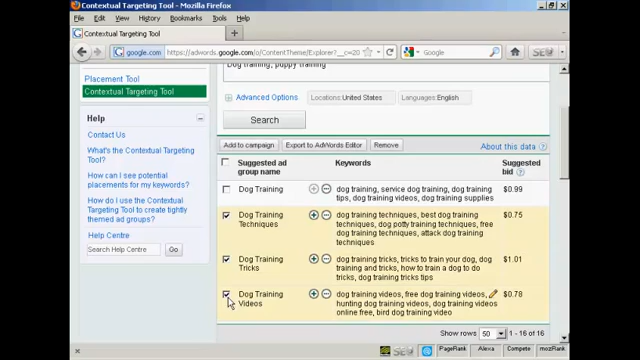 Contextual Targeting Tool - Mozilla Firefox
File Edit View History Bookmarks Tools Help
Contextual Targeting Tool
google.com https://adwords.google.com/o/ContentTheme/Explorer?__c=20
Google
Placement Tool
Contextual Targeting Tool
Help
Contact Us
What's the Contextual Targeting
Tool?
How can I see potential
placements for my keywords?
How do I use the Contextual
Targeting Tool to create tightly
themed ad groups?
Help Centre
Search Help Centre Go
Dog training, puppy training
Advanced Options Locations: United States Languages: English
Search
Add to campaign Export to AdWords Editor Remove About this data
Suggested ad
group name Keywords Suggested
bid
Dog Training dog training, service dog training, dog training
tips, dog training videos, dog training supplies $0.99
Dog Training
Techniques dog training techniques, best dog training
techniques, dog potty training techniques, free
dog training techniques, attack dog training
techniques $0.75
Dog Training
Tricks dog training tricks, tricks to train your dog, dog
training and tricks, how to train a dog to do
tricks, dog training tricks tips $1.01
Dog Training
Videos dog training videos, free dog training videos,
hunting dog training videos, dog training videos
online free, bird dog training video $0.78
Show rows 50 1 - 16 of 16
PageRank Alexa Compete mozRank